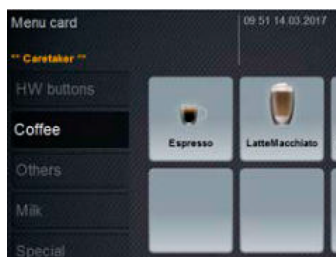 Menu card
09 51 14.03.2017
** Caretaker **
HW buttons
Coffee
Espresso
LatteMacchiato
Others
Milk
Special